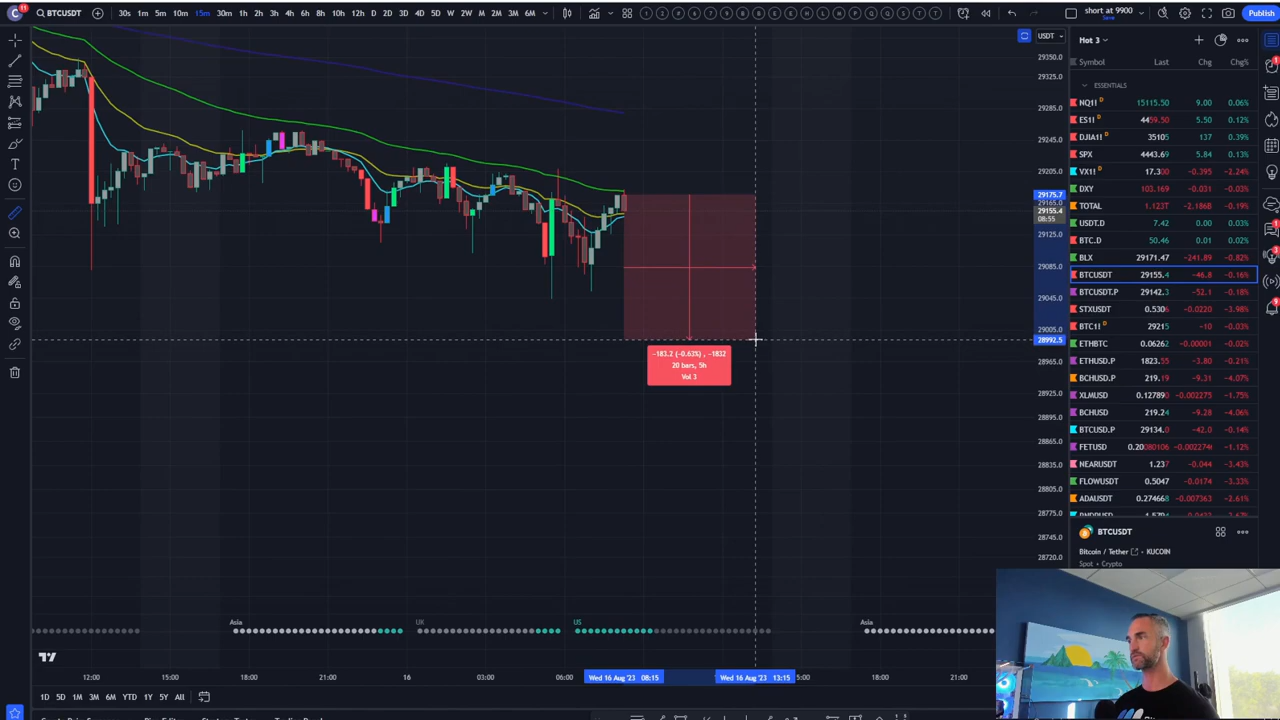 C 11 BTCUSDT 30s 1m 5m 10m 15m 30m 1h 2h 3h 4h 6h 8h 10h 12h D 2D 3D 4D 5D W 2W M 2M 3M 6M short at 9900 Save Publish
USDT
29350.0
29325.0
29285.0
29245.0
29205.0
29175.7
29165.0
29155.4
08:55
29125.0
29085.0
29045.0
29005.0
28992.5
28965.0
28925.0
28895.0
28865.0
28835.0
28805.0
28775.0
28745.0
28720.0
−183.2 (−0.63%) , −1832
20 bars, 5h
Vol 3
Asia UK US Asia
12:00 15:00 18:00 21:00 16 03:00 06:00 Wed 16 Aug '23 08:15 Wed 16 Aug '23 13:15 5:00 18:00 21:00
1D 5D 1M 3M 6M YTD 1Y 5Y All
Hot 3
Symbol Last Chg Chg%
ESSENTIALS
NQ1! D 15115.50 9.00 0.06%
ES1! D 4459.50 5.50 0.12%
DJIA1! D 35105 137 0.39%
SPX 4443.69 5.84 0.13%
VX1! D 17.300 −0.395 −2.24%
DXY 103.169 −0.031 −0.03%
TOTAL 1.123T −2.186B −0.19%
USDT.D 7.42 0.00 0.03%
BTC.D 50.46 0.01 0.02%
BLX 29171.47 −241.89 −0.82%
BTCUSDT 29155.4 −46.8 −0.16%
BTCUSDT.P 29142.3 −52.1 −0.18%
STXUSDT 0.5306 −0.0220 −3.98%
BTC1! D 29215 −10 −0.03%
ETHBTC 0.06262 −0.00001 −0.02%
ETHUSD.P 1823.55 −3.80 −0.21%
BCHUSD.P 219.19 −9.31 −4.07%
XLMUSD 0.127890 −0.002275 −1.75%
BCHUSD 219.24 −9.28 −4.06%
BTCUSD.P 29134.0 −42.0 −0.14%
FETUSD 0.20080106 −0.002274 −1.12%
NEARUSDT 1.237 −0.044 −3.43%
FLOWUSDT 0.5047 −0.0174 −3.33%
ADAUSDT 0.274668 −0.007363 −2.61%
BTCUSDT
Bitcoin / Tether KUCOIN
Spot • Crypto